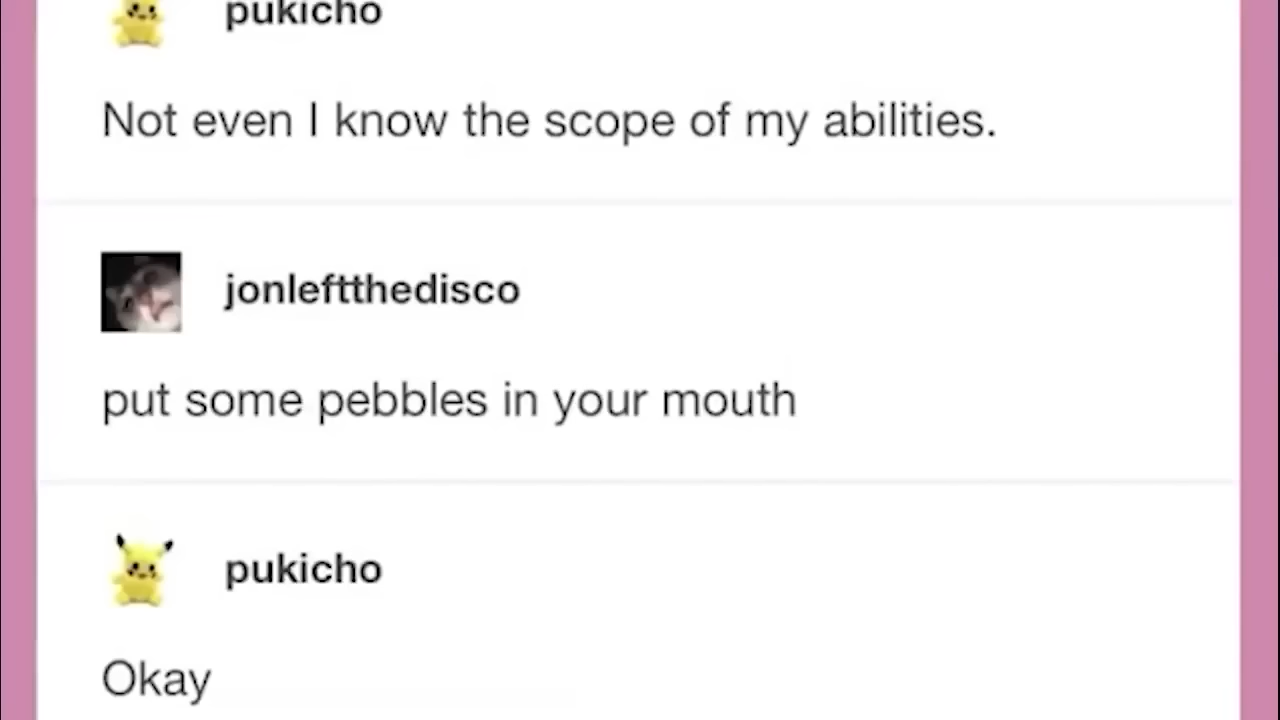 pukicho
Not even I know the scope of my abilities.
jonleftthedisco
put some pebbles in your mouth
pukicho
Okay